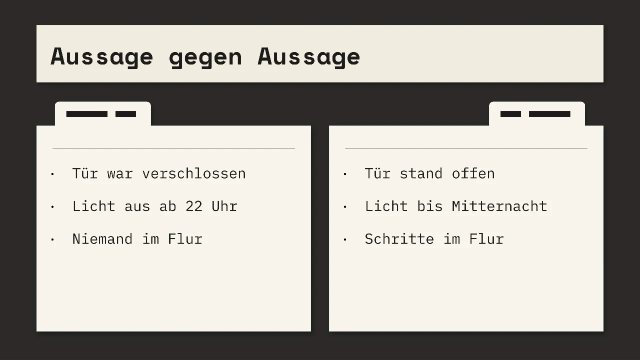 Aussage gegen Aussage
· Tür war verschlossen
· Licht aus ab 22 Uhr
· Niemand im Flur
· Tür stand offen
· Licht bis Mitternacht
· Schritte im Flur